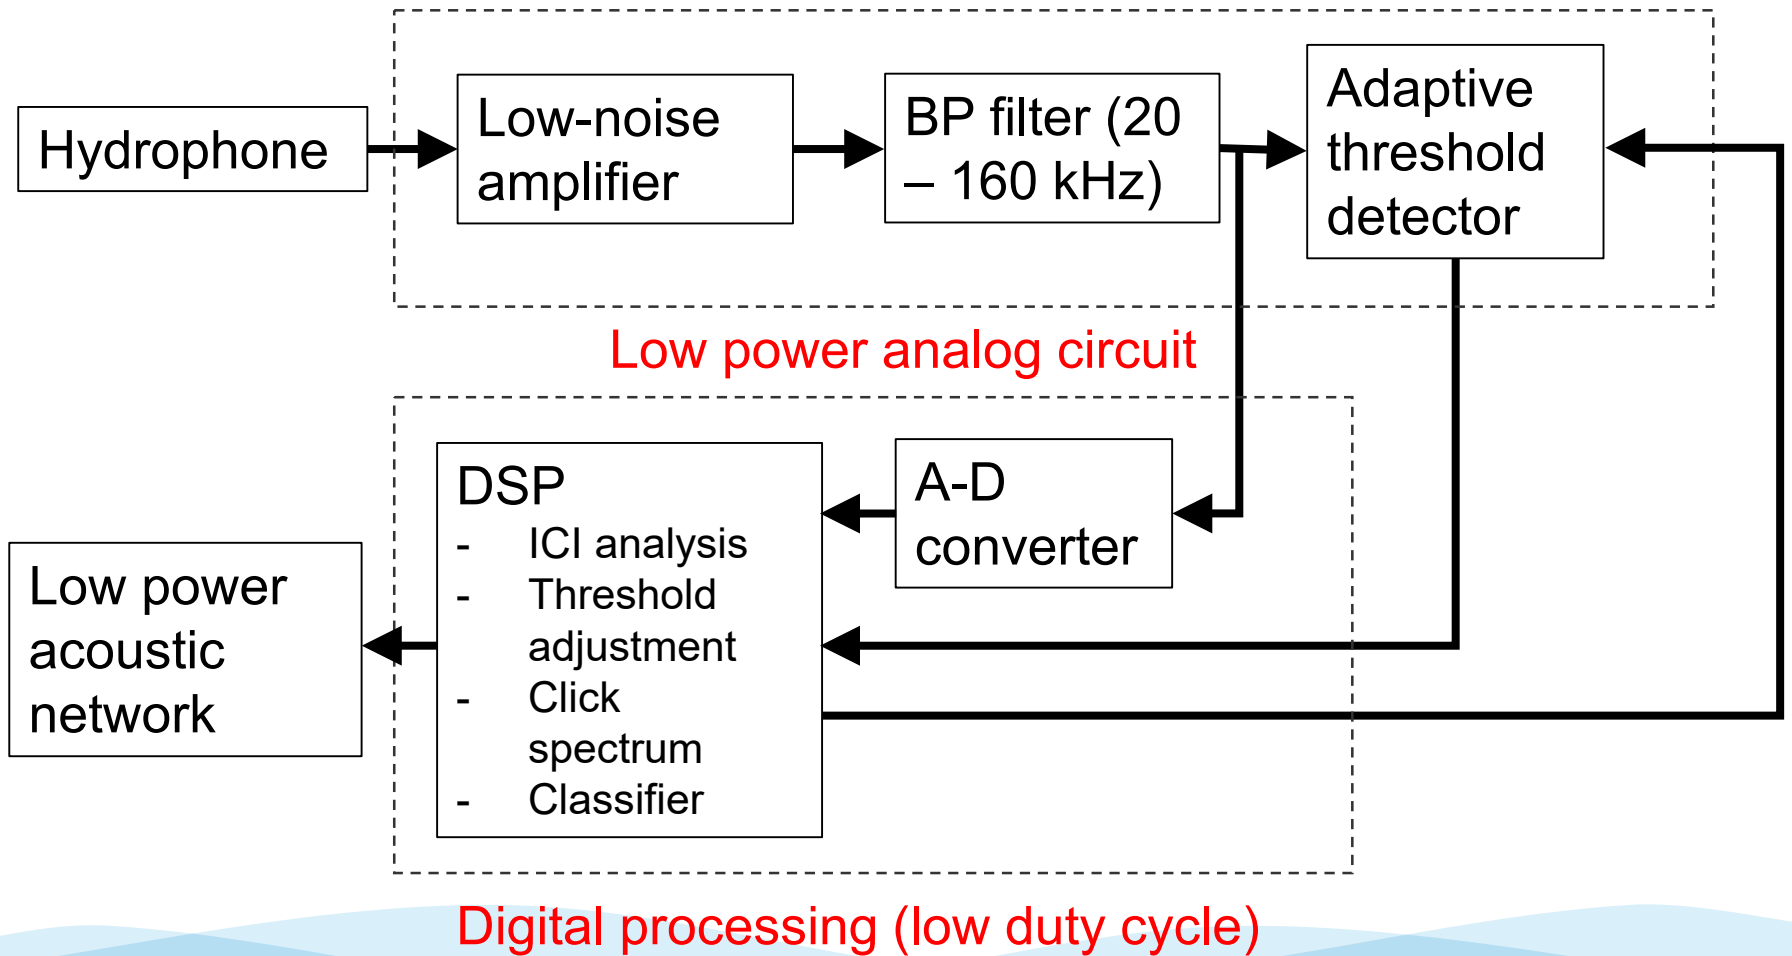 Hydrophone
Low-noise
amplifier
BP filter (20
– 160 kHz)
Adaptive
threshold
detector
Low power analog circuit
DSP
- ICI analysis
- Threshold
adjustment
- Click
spectrum
- Classifier
A-D
converter
Low power
acoustic
network
Digital processing (low duty cycle)